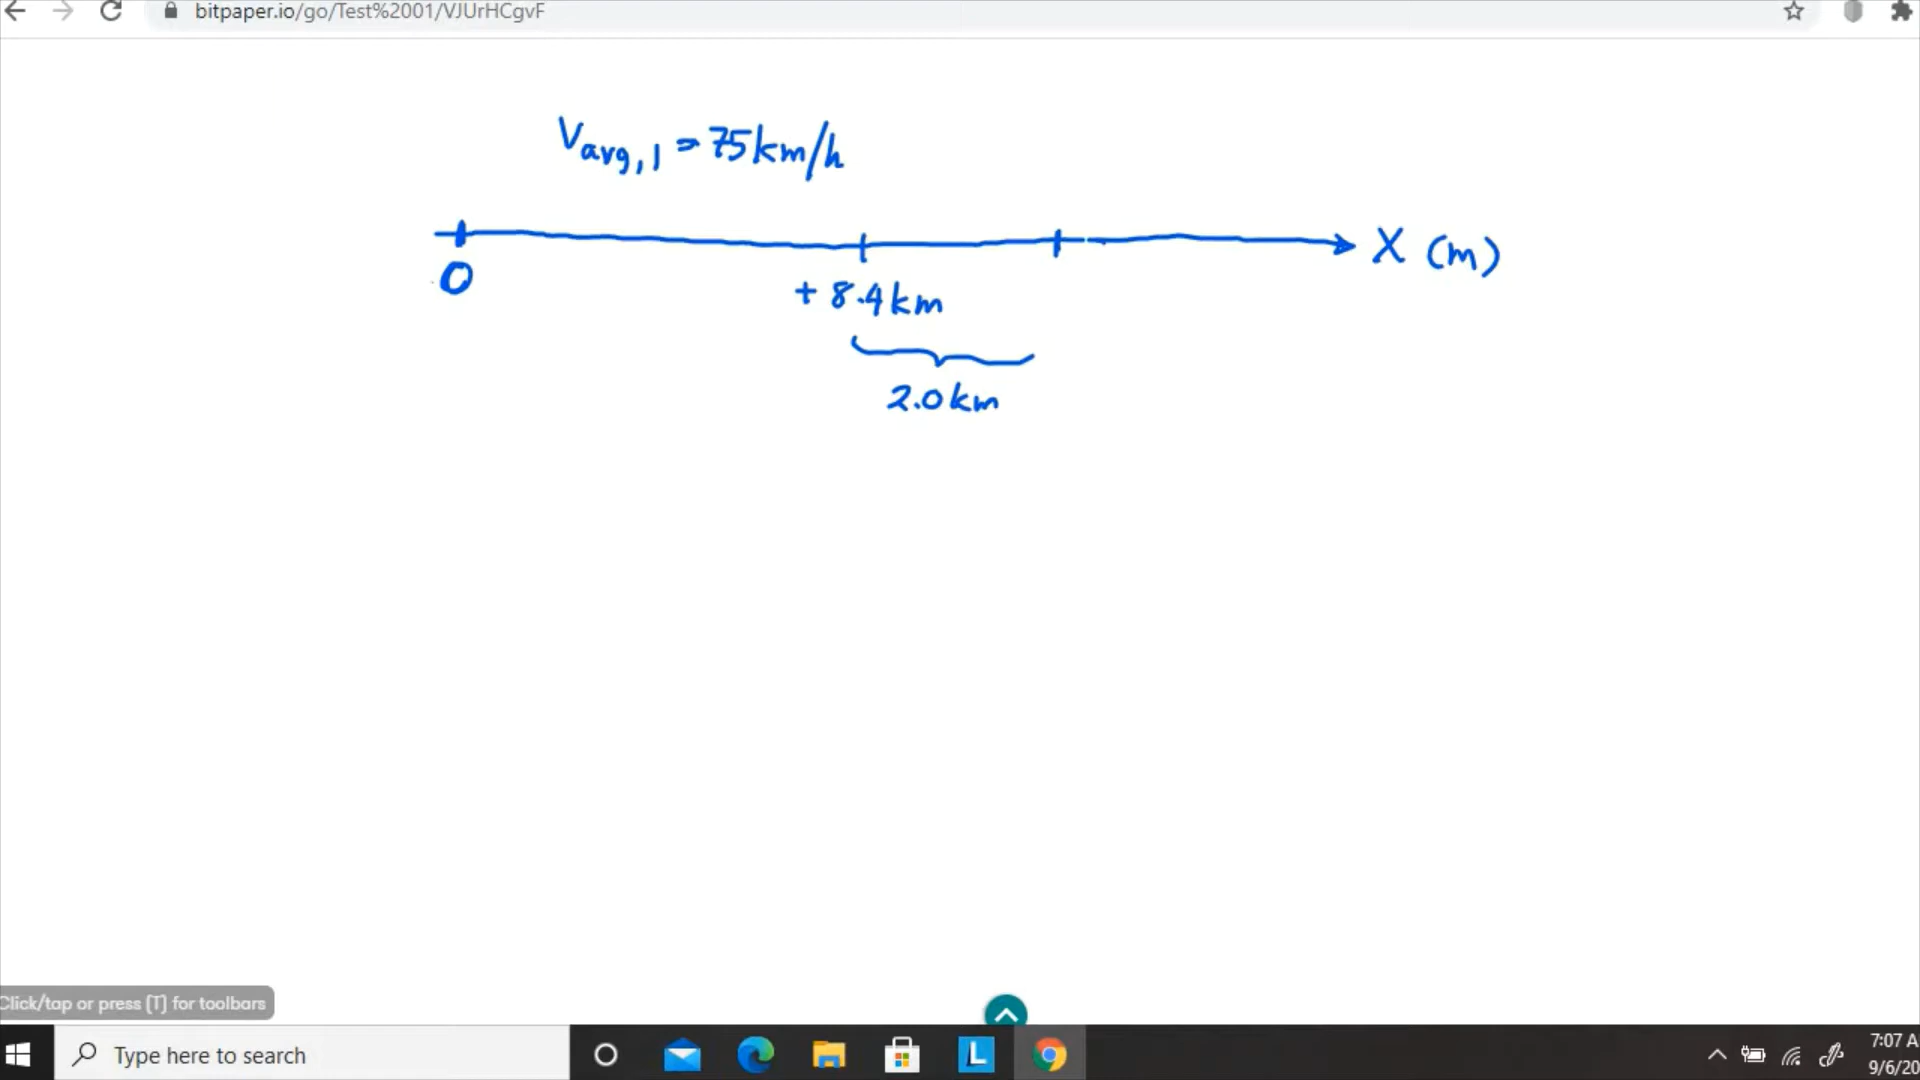 bitpaper.io/go/Test%2001/VJUrHCgvF
Vavg,1 = 75km/h
X (m)
0
+ 8.4km
2.0km
Click/tap or press [T] for toolbars
Type here to search
L
7:07 A
9/6/20